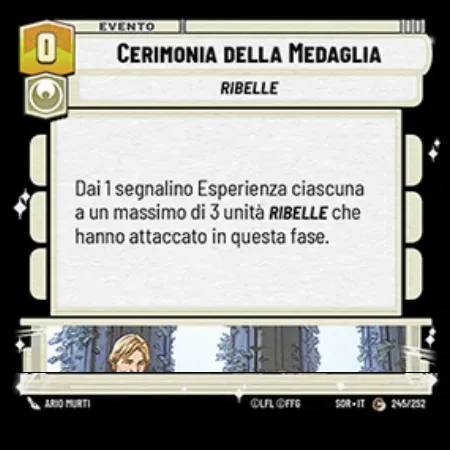 EVENTO
0
CERIMONIA DELLA MEDAGLIA
RIBELLE
Dai 1 segnalino Esperienza ciascuna
a un massimo di 3 unità RIBELLE che
hanno attaccato in questa fase.
ARIO MURTI
©LFL ©FFG
SOR • IT
245/252